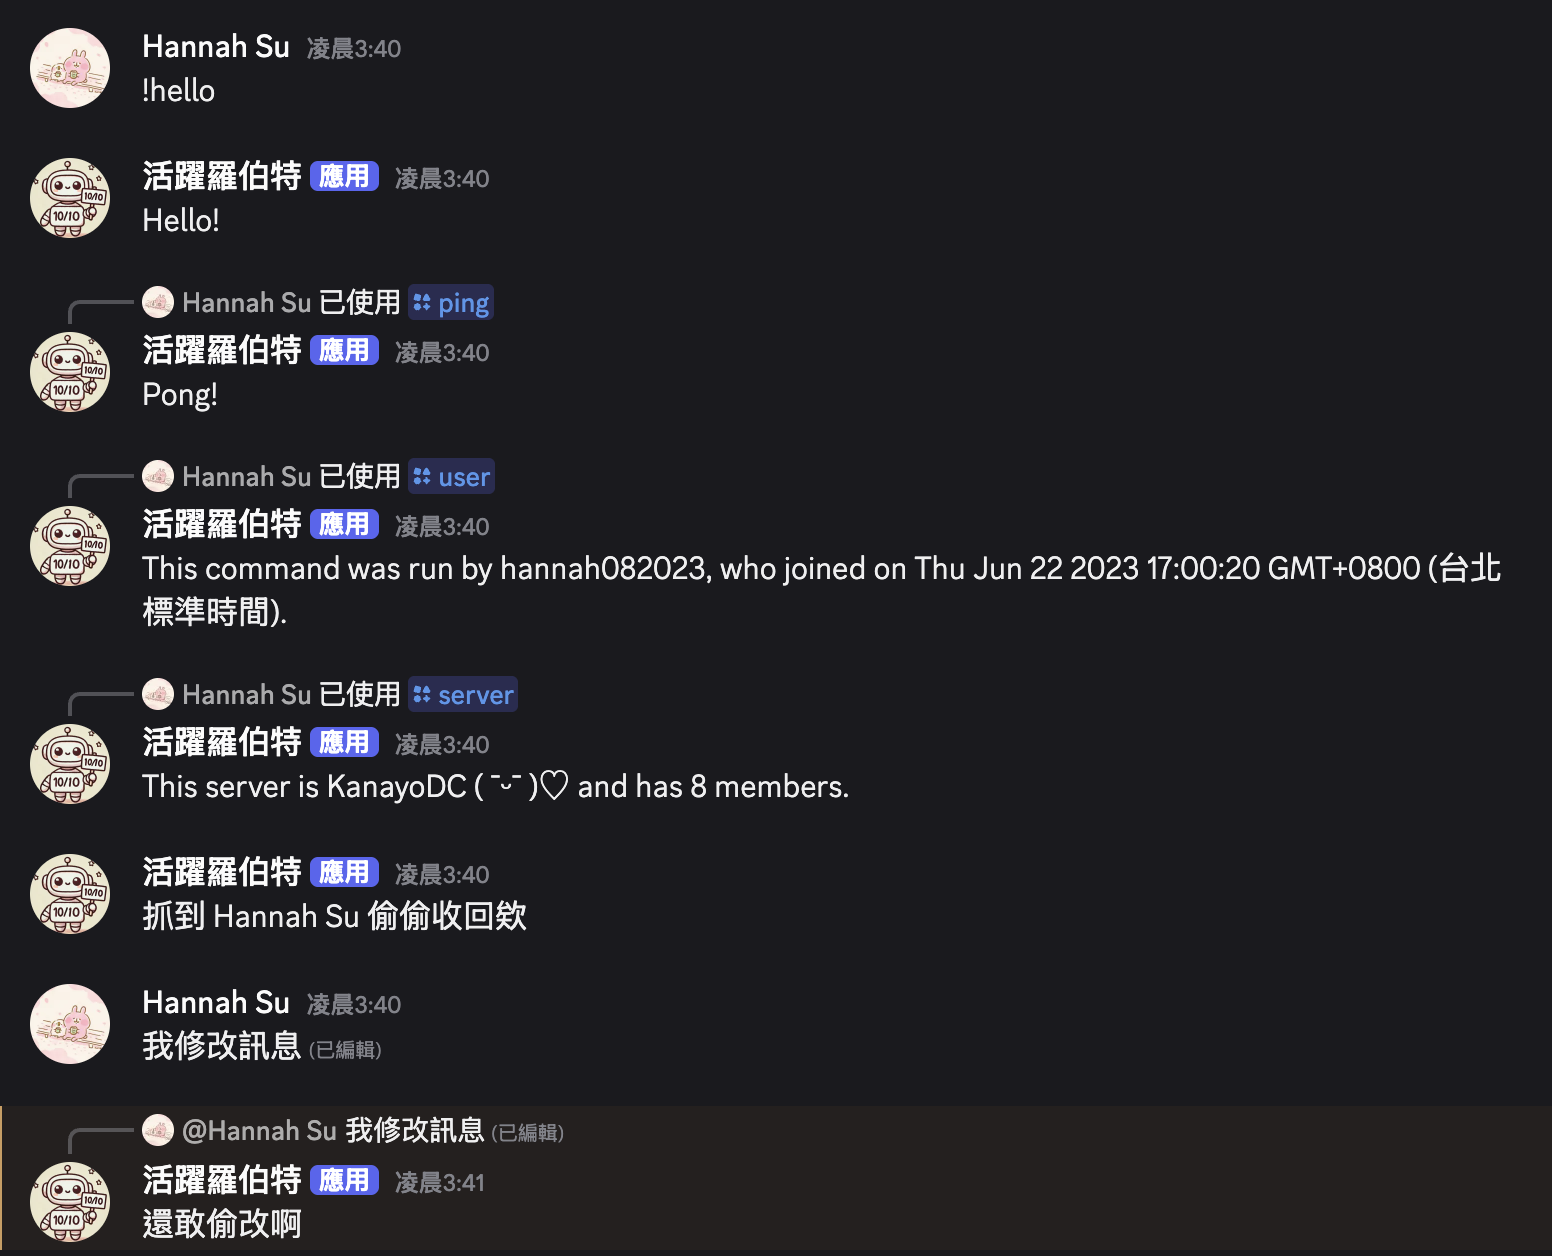 Hannah Su 凌晨3:40
!hello
活躍羅伯特 應用 凌晨3:40
Hello!
Hannah Su 已使用 ping
活躍羅伯特 應用 凌晨3:40
Pong!
Hannah Su 已使用 user
活躍羅伯特 應用 凌晨3:40
This command was run by hannah082023, who joined on Thu Jun 22 2023 17:00:20 GMT+0800 (台北
標準時間).
Hannah Su 已使用 server
活躍羅伯特 應用 凌晨3:40
This server is KanayoDC ( ˉ͈̮ˉ )♡ and has 8 members.
活躍羅伯特 應用 凌晨3:40
抓到 Hannah Su 偷偷收回欸
Hannah Su 凌晨3:40
我修改訊息 (已編輯)
@Hannah Su 我修改訊息 (已編輯)
活躍羅伯特 應用 凌晨3:41
還敢偷改啊